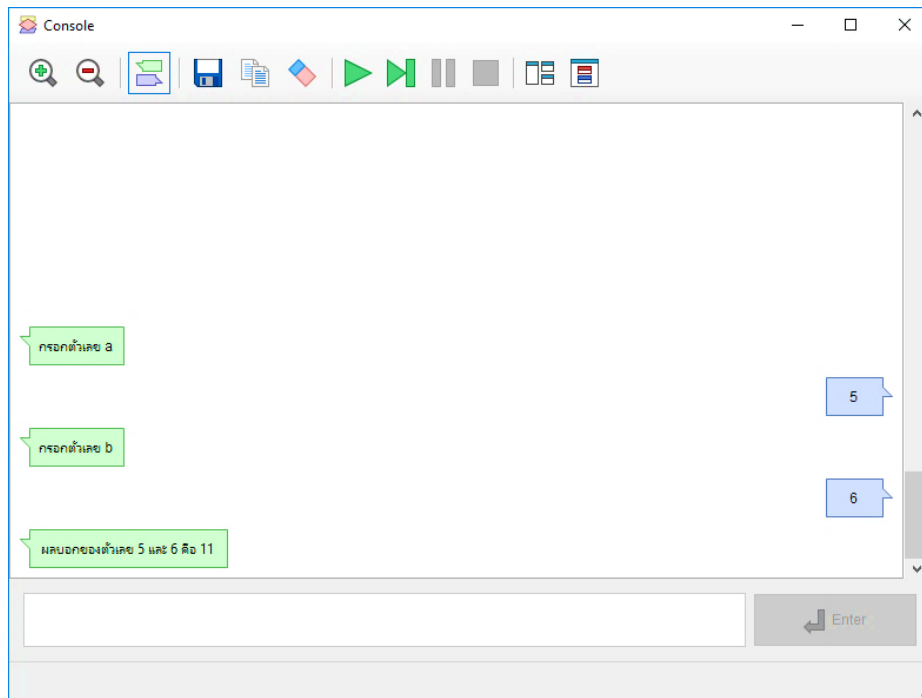 Console
กรอกตัวเลข a
5
กรอกตัวเลข b
6
ผลบอกของตัวเลข 5 และ 6 คือ 11
Enter